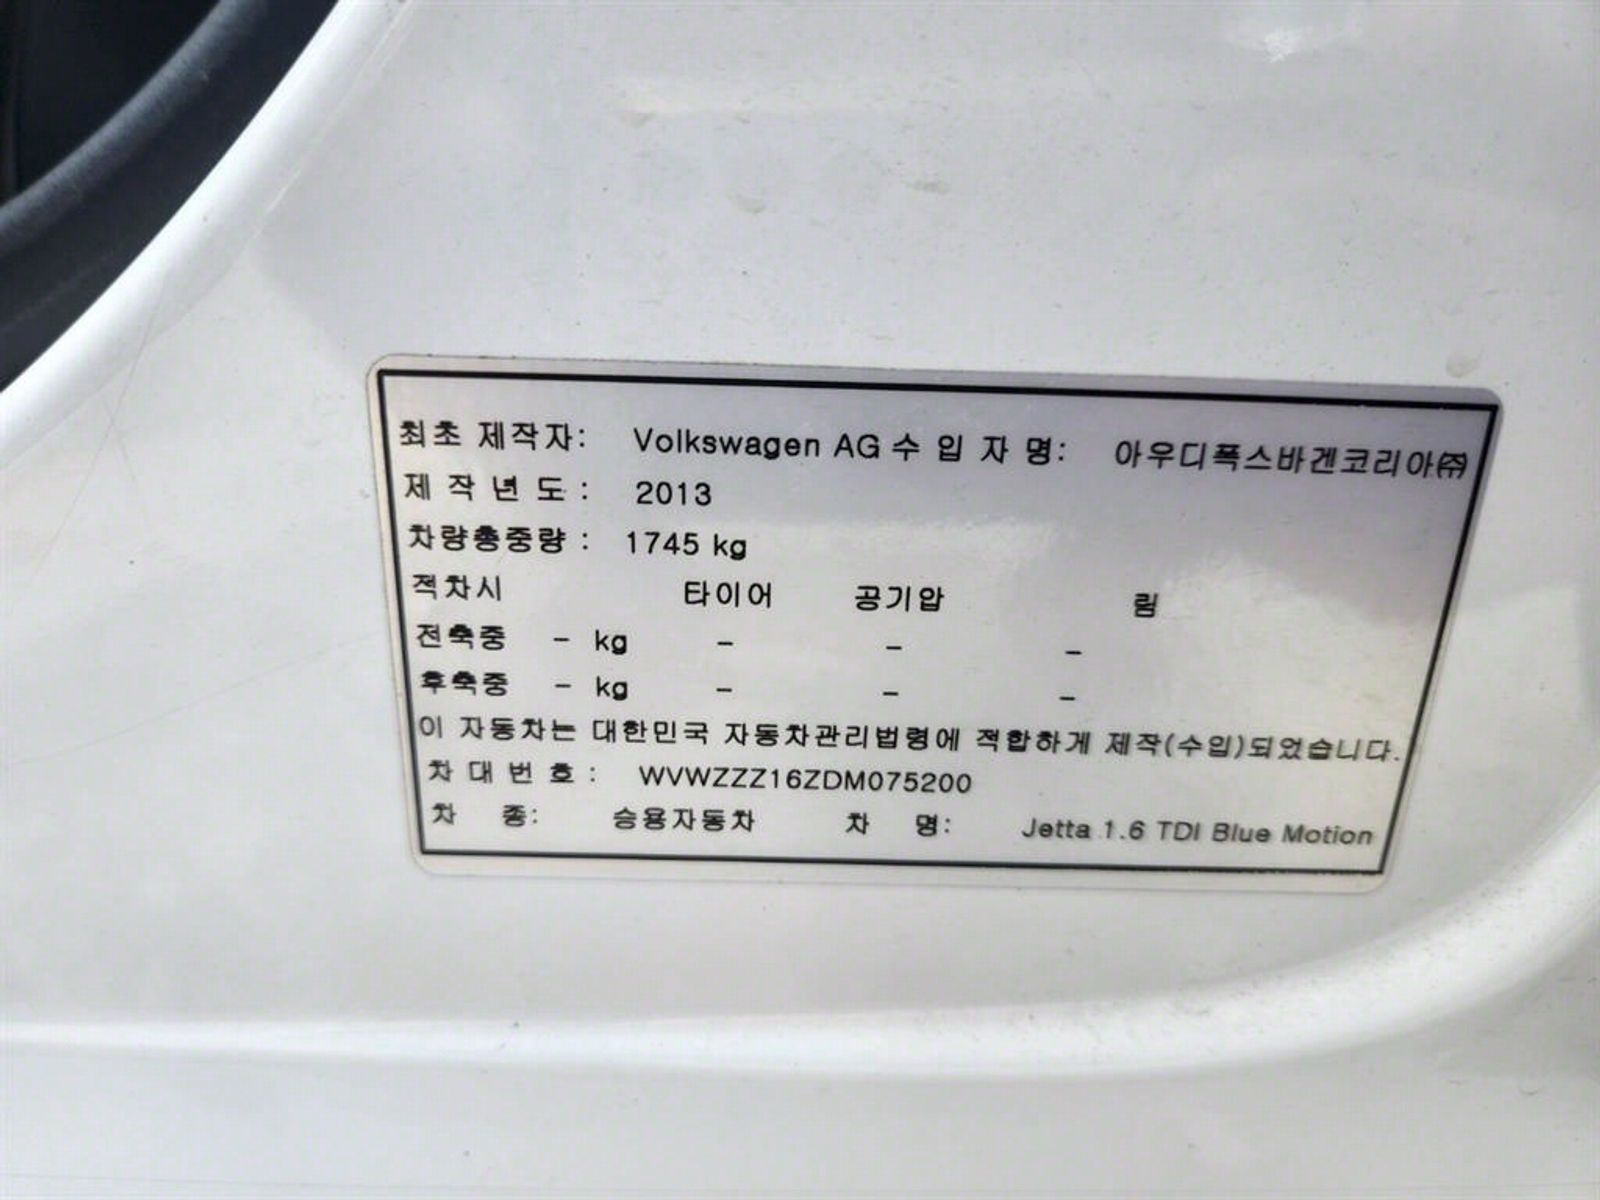 최초 제작자: Volkswagen AG 수 입 자 명: 아우디폭스바겐코리아㈜
제 작 년 도 : 2013
차량총중량 : 1745 kg
적차시 타이어 공기압 림
전축중 - kg - - -
후축중 - kg - - -
이 자동차는 대한민국 자동차관리법령에 적합하게 제작(수입)되었습니다.
차 대 번 호 : WVWZZZ16ZDM075200
차 종: 승용자동차 차 명: Jetta 1.6 TDI Blue Motion